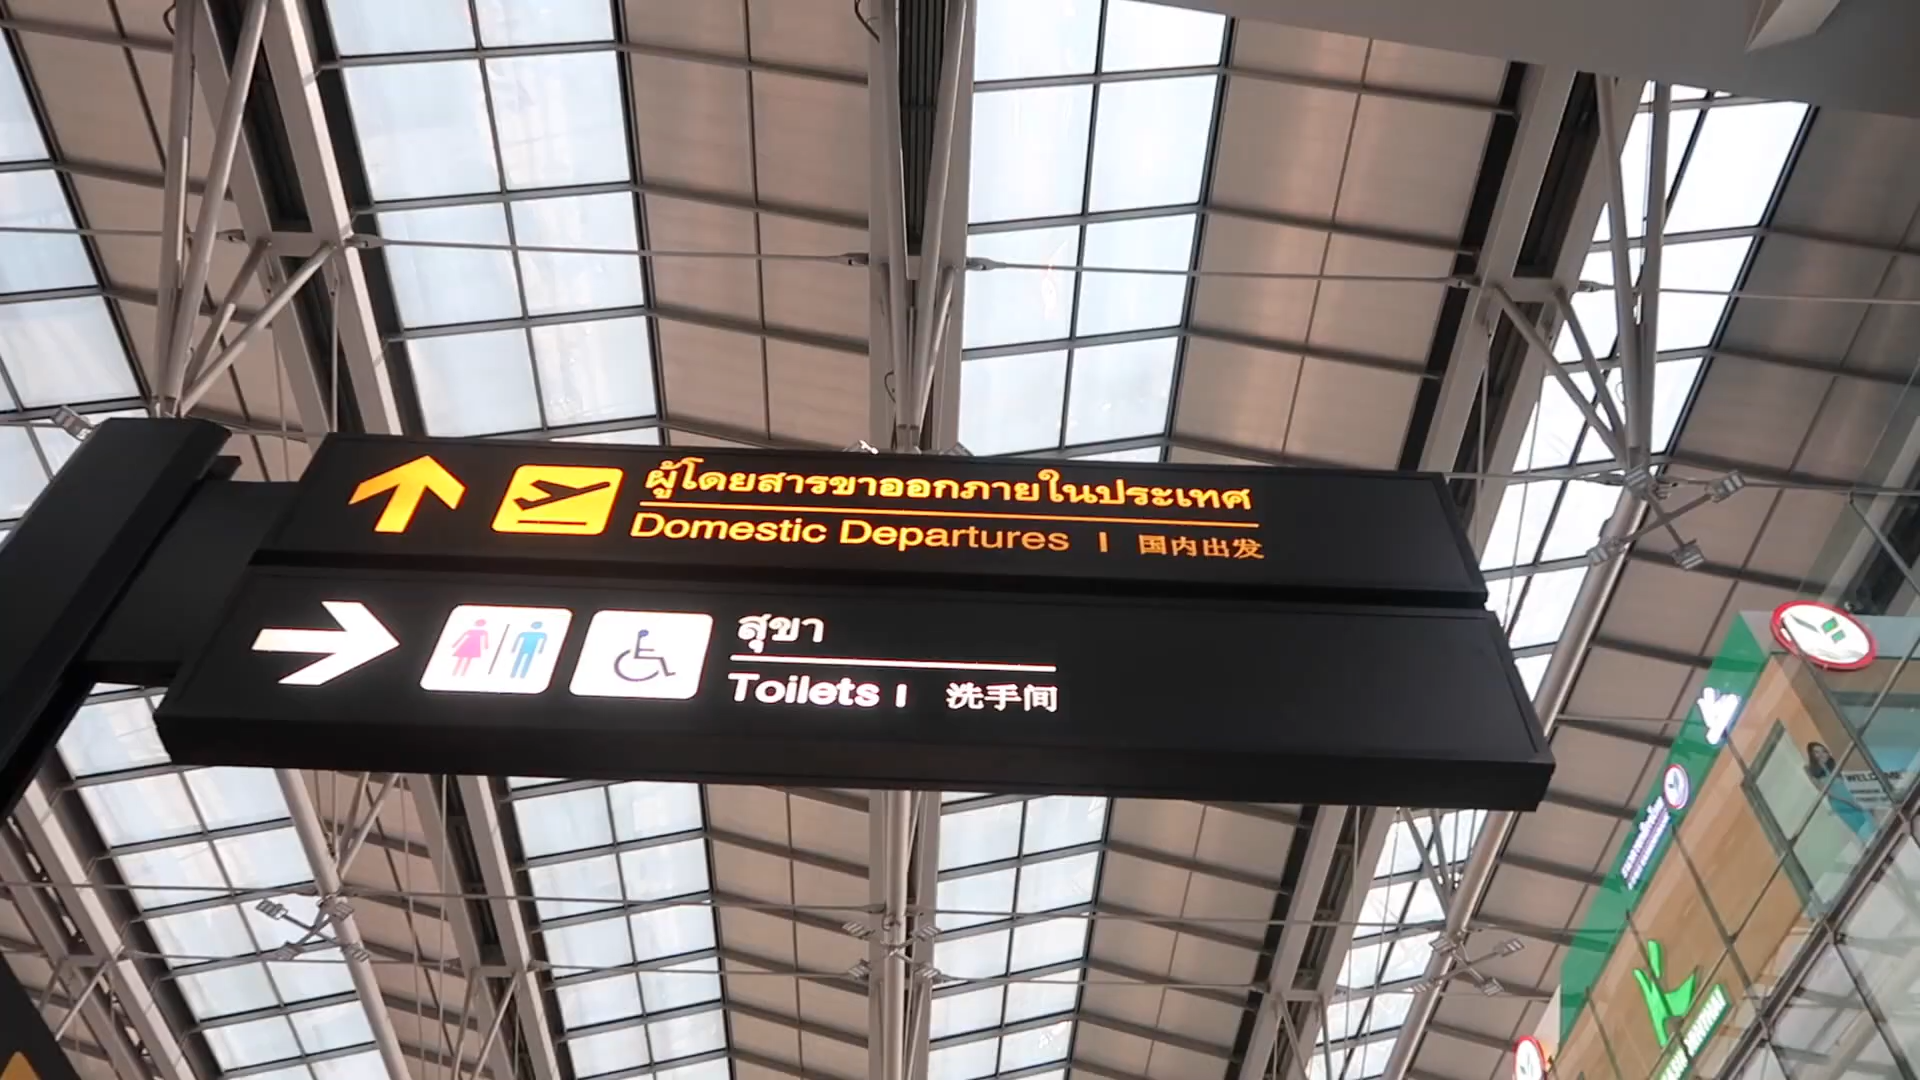 ผู้โดยสารขาออกภายในประเทศ
Domestic Departures | 国内出发
สุขา
Toilets | 洗手间
WELCOME